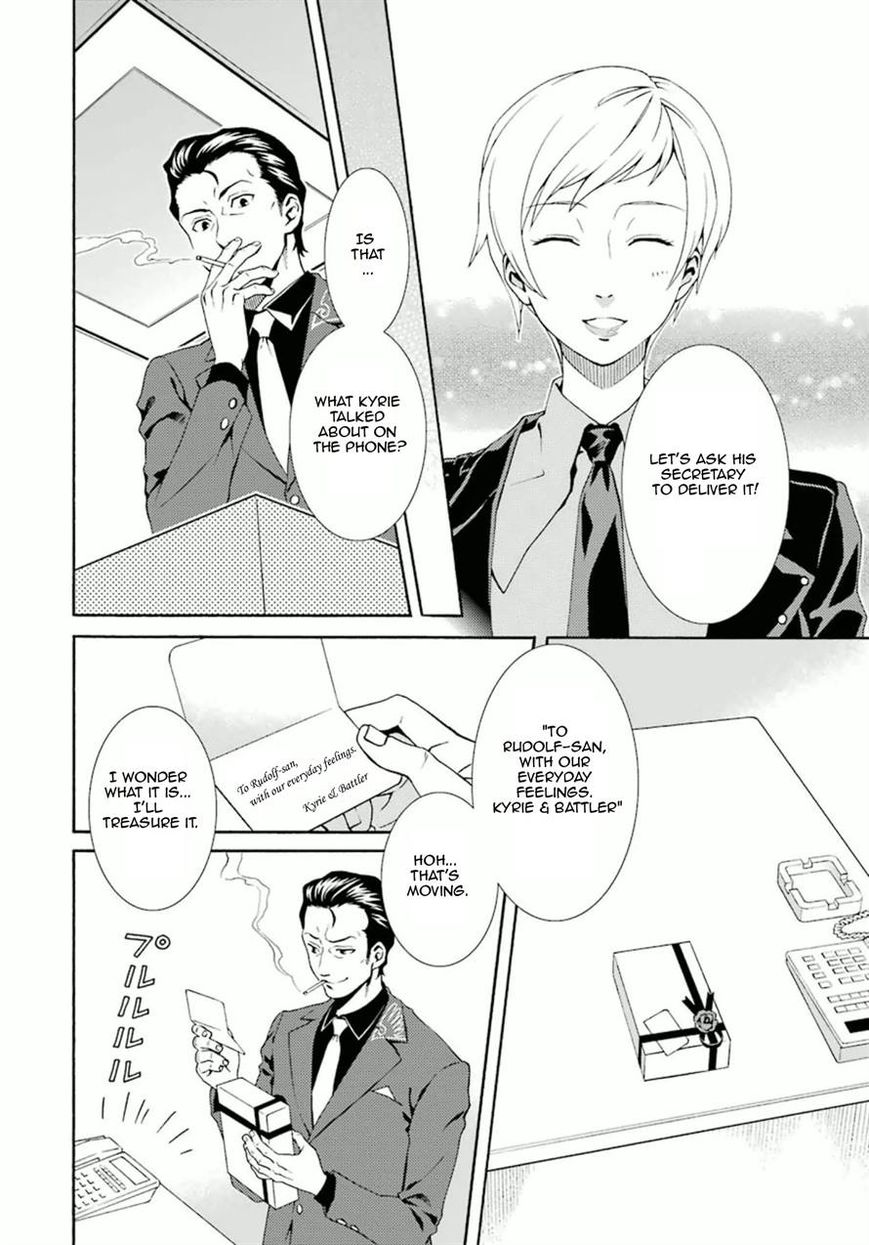 LET'S ASK HIS
SECRETARY
TO DELIVER IT!
IS
THAT
...
WHAT KYRIE
TALKED
ABOUT ON
THE PHONE?
"TO
RUDOLF-SAN,
WITH OUR
EVERYDAY
FEELINGS.
KYRIE & BATTLER"
To Rudolf-san,
with our everyday feelings.
Kyrie & Battler
HOH...
THAT'S
MOVING.
I WONDER
WHAT IT IS...
I'LL
TREASURE IT.
プルルルル